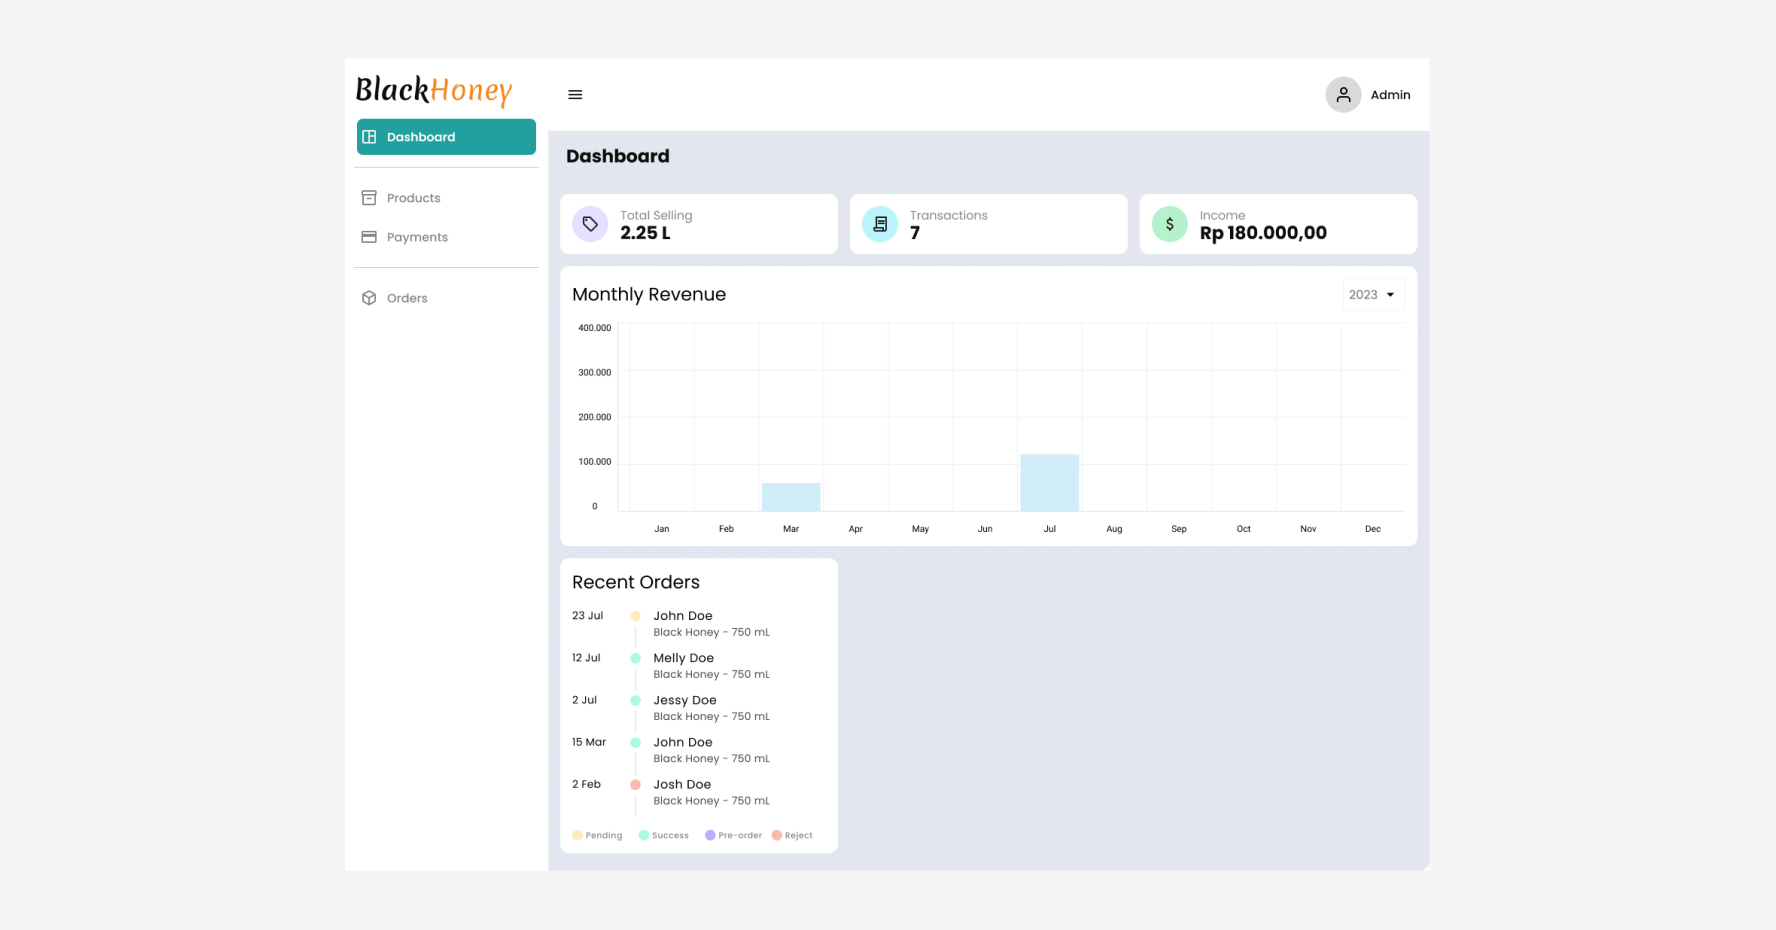 BlackHoney
Admin
Dashboard
Products
Payments
Orders
Dashboard
Total Selling
2.25 L
Transactions
7
Income
Rp 180.000,00
Monthly Revenue
2023
400.000
300.000
200.000
100.000
0
Jan Feb Mar Apr May Jun Jul Aug Sep Oct Nov Dec
Recent Orders
23 Jul John Doe
Black Honey - 750 mL
12 Jul Melly Doe
Black Honey - 750 mL
2 Jul Jessy Doe
Black Honey - 750 mL
15 Mar John Doe
Black Honey - 750 mL
2 Feb Josh Doe
Black Honey - 750 mL
Pending Success Pre-order Reject